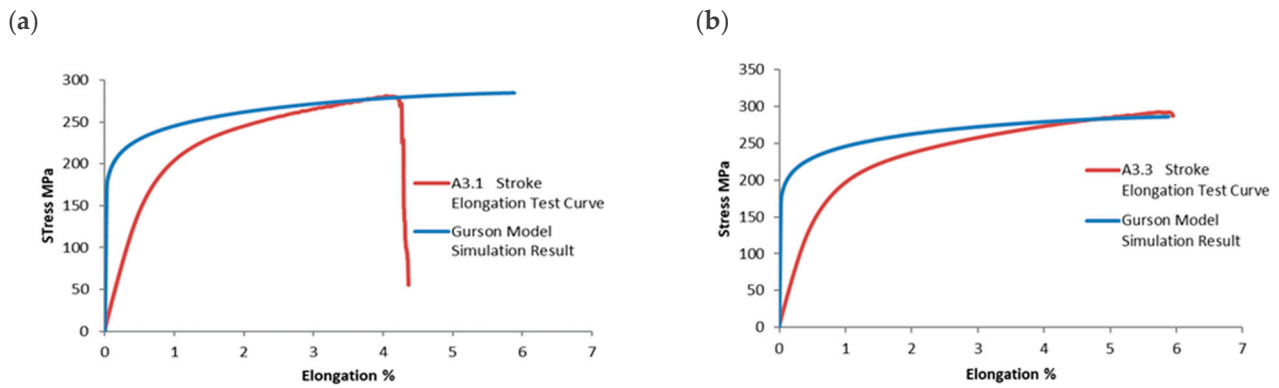 (a)
300
250
200
150
100
50
0
STress MPa
0 1 2 3 4 5 6 7
Elongation %
A3.1 Stroke
Elongation Test Curve
Gurson Model
Simulation Result
(b)
350
300
250
200
150
100
50
0
Stress MPa
0 1 2 3 4 5 6 7
Elongation %
A3.3 Stroke
Elongation Test Curve
Gurson Model
Simulation Result